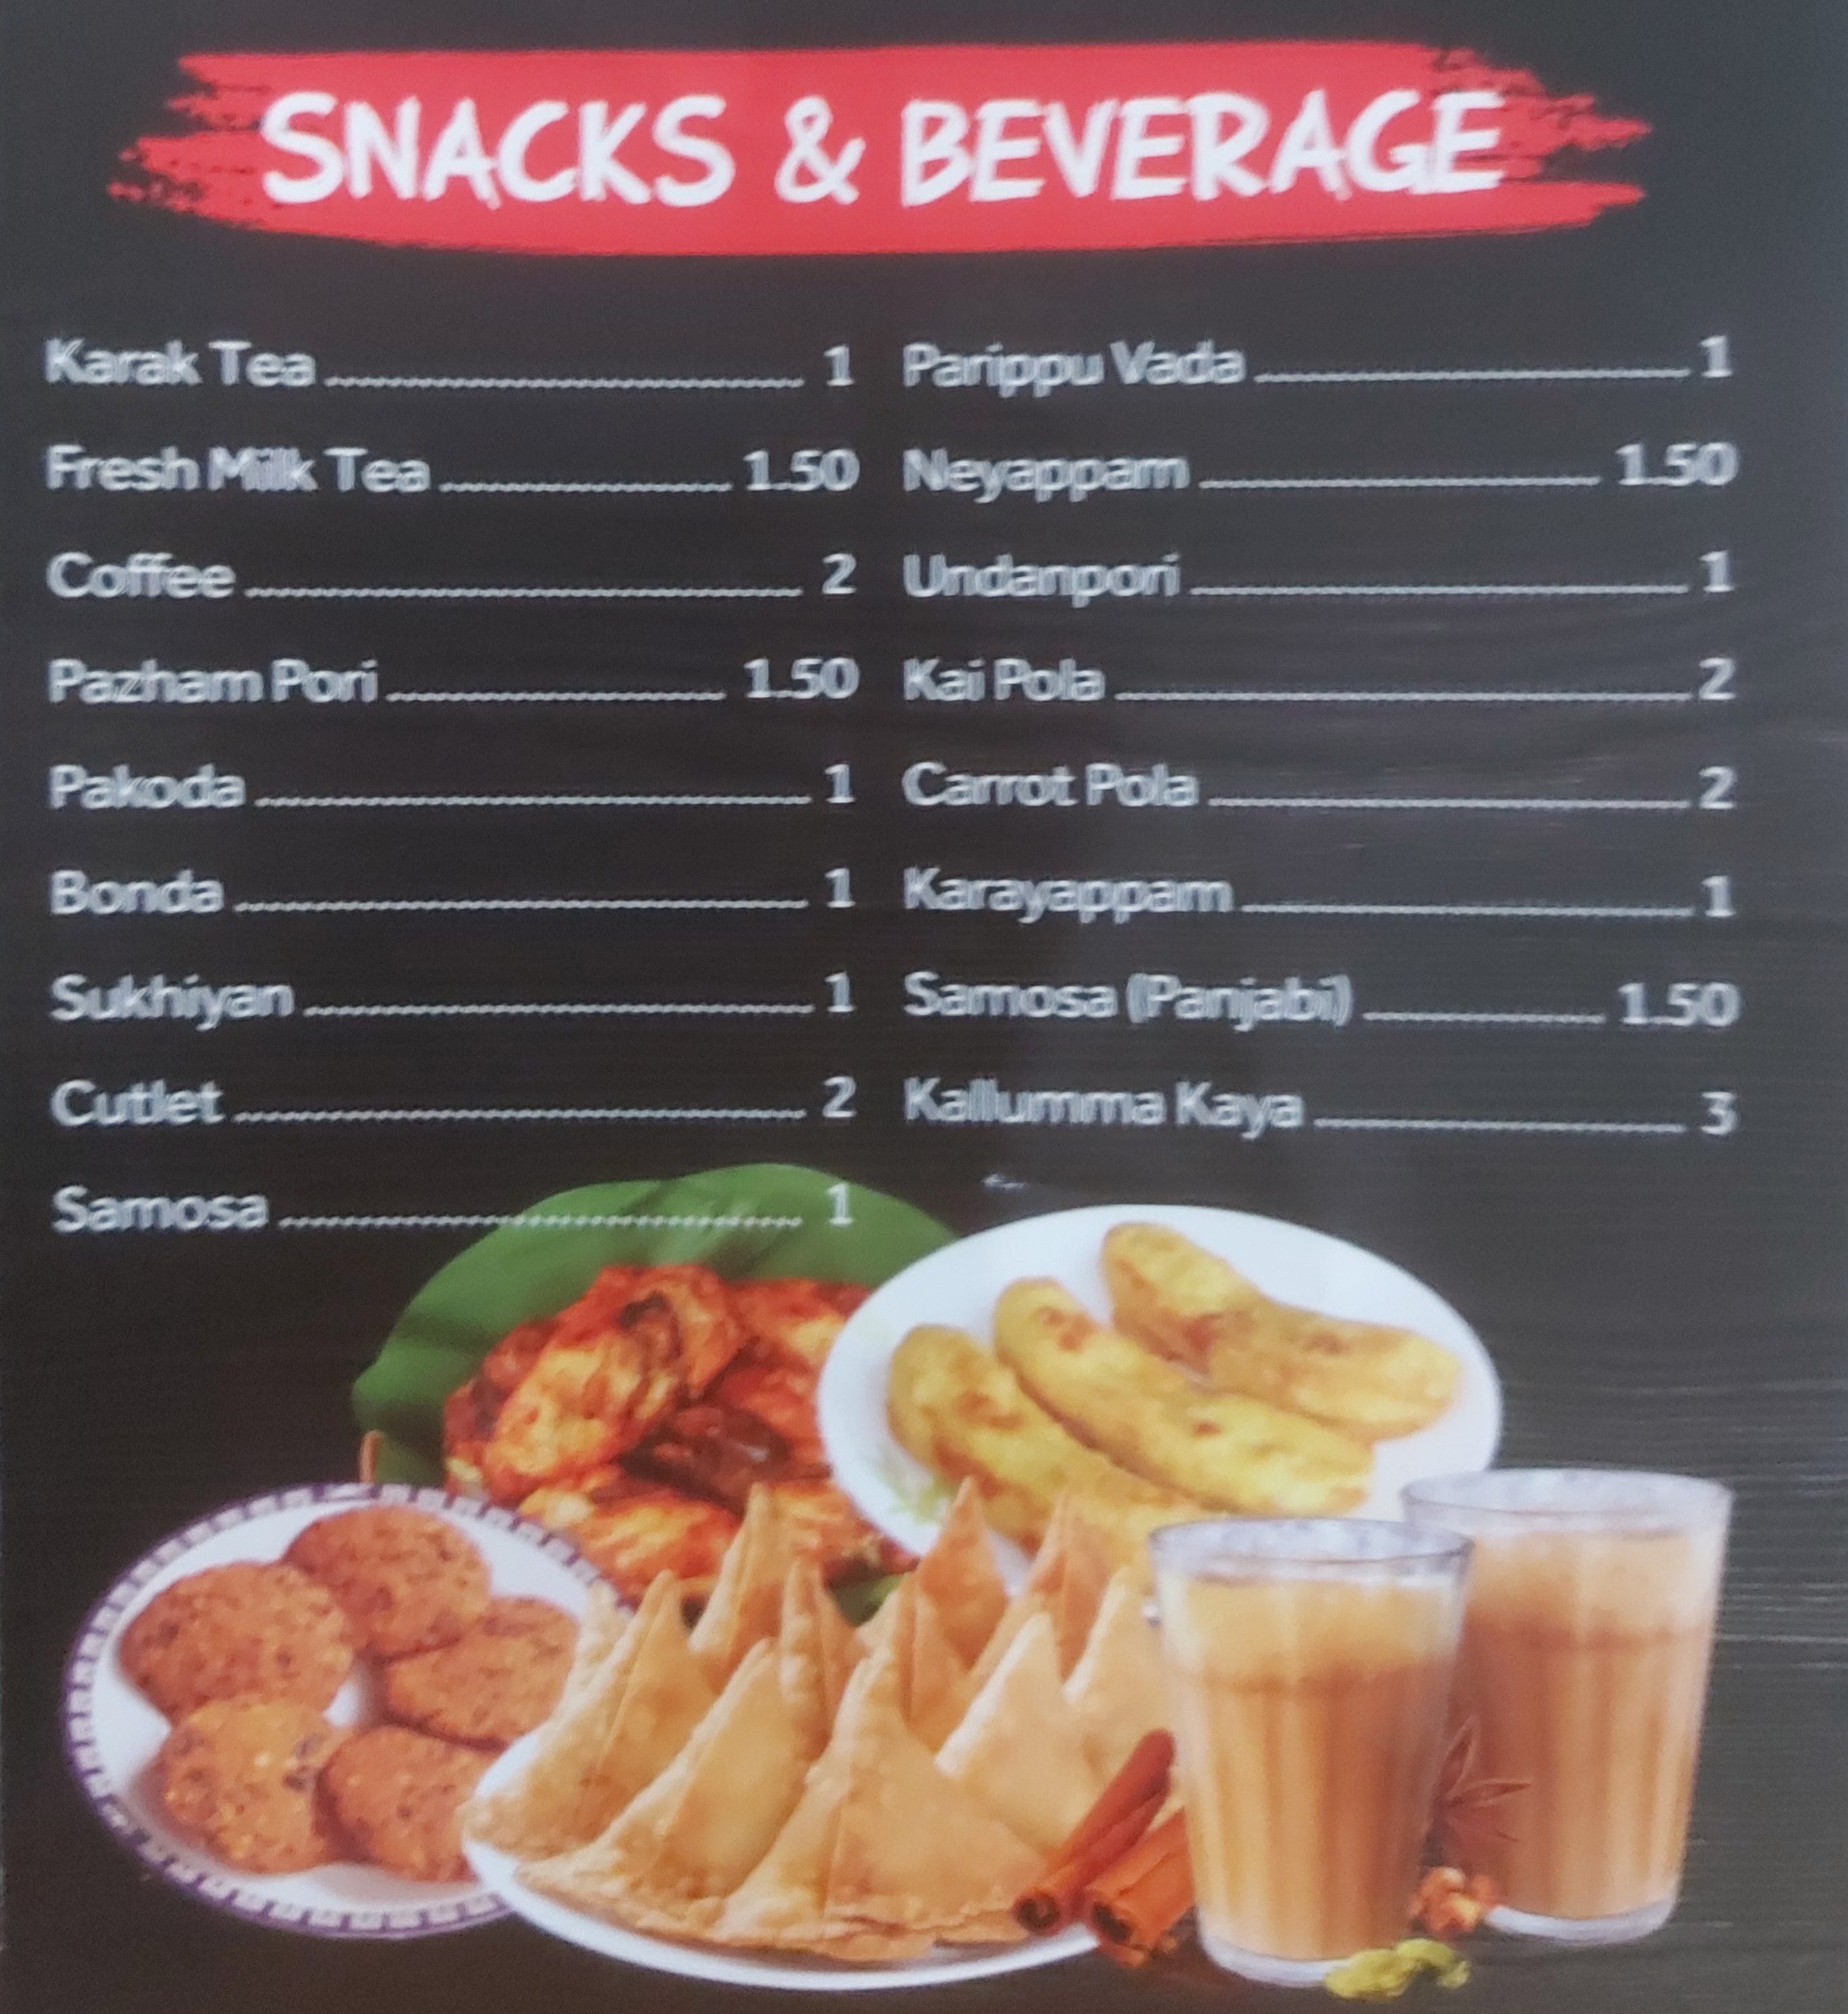 SNACKS & BEVERAGE
Karak Tea 1
Fresh Milk Tea 1.50
Coffee 2
Pazham Pori 1.50
Pakoda 1
Bonda 1
Sukhiyan 1
Cutlet 2
Samosa 1
Parippu Vada 1
Neyappam 1.50
Undanpori 1
Kai Pola 2
Carrot Pola 2
Karayappam 1
Samosa (Panjabi) 1.50
Kallumma Kaya 3